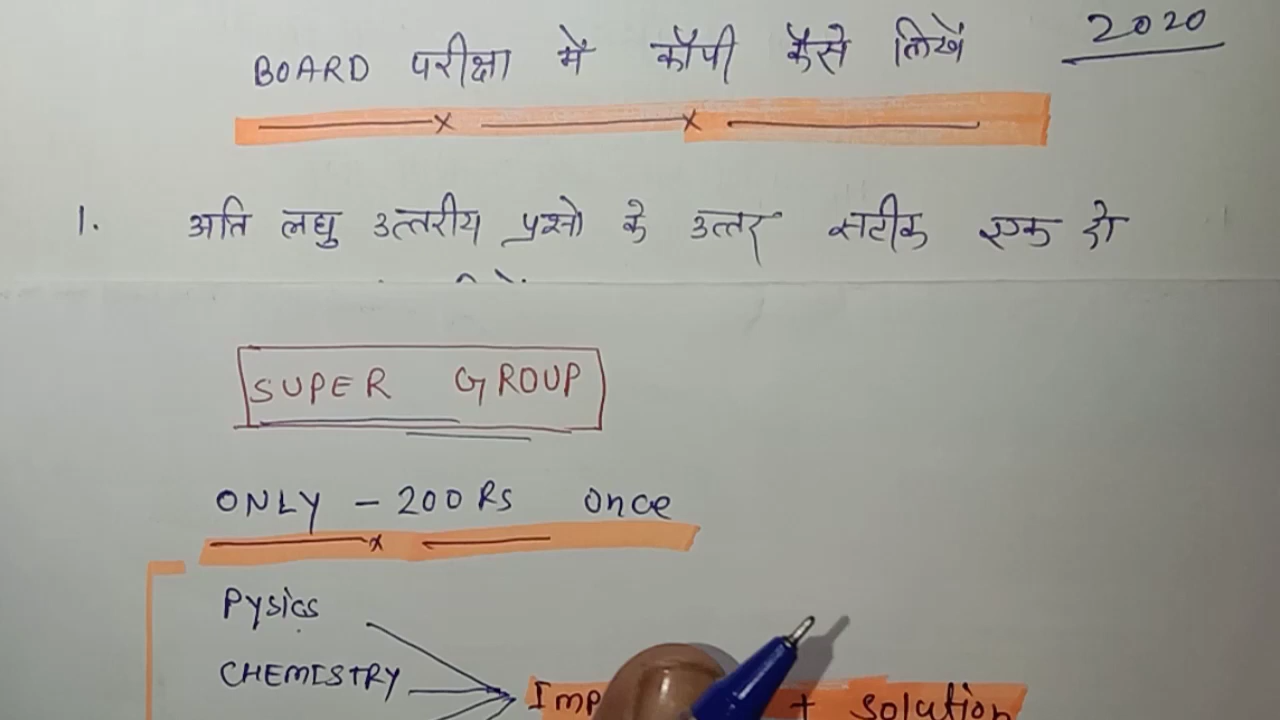 BOARD परीक्षा में कॉपी कैसे लिखें 2020
1. अति लघु उत्तरीय प्रश्नो के उत्तर सटीक एक दो
SUPER GROUP
ONLY - 200 RS Once
Pysics
CHEMISTRY
Imp + solution